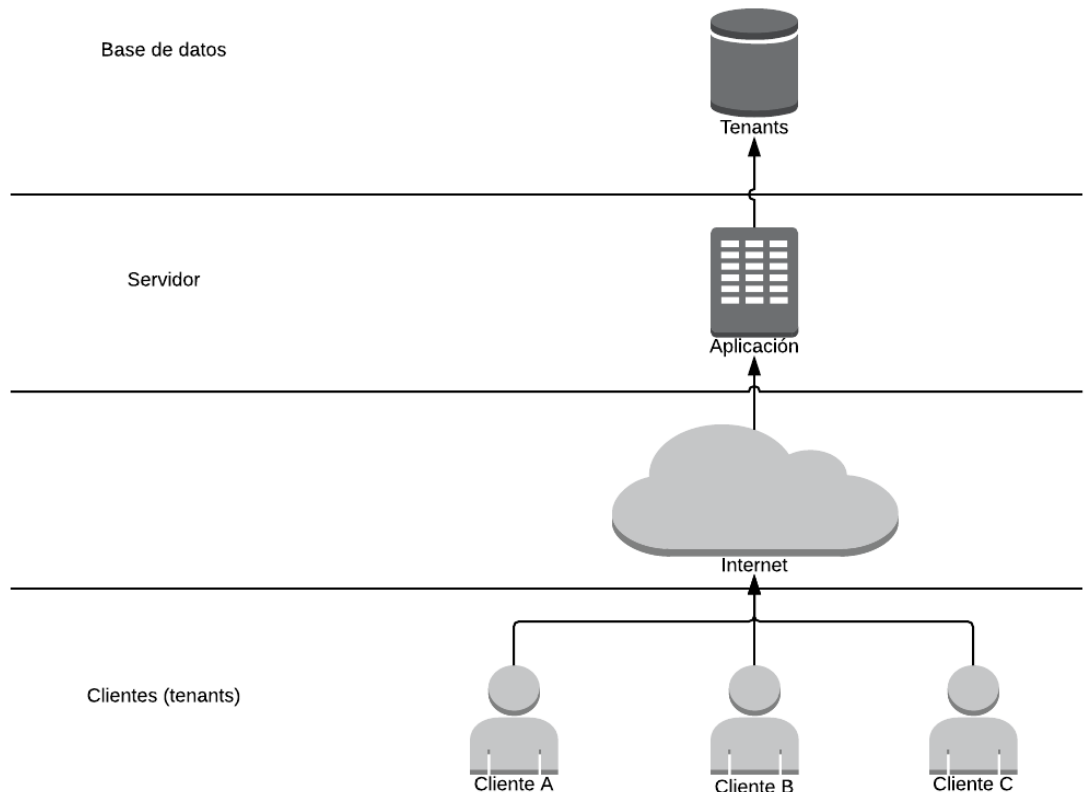 Base de datos
Tenants
Servidor
Aplicación
Internet
Clientes (tenants)
Cliente A
Cliente B
Cliente C